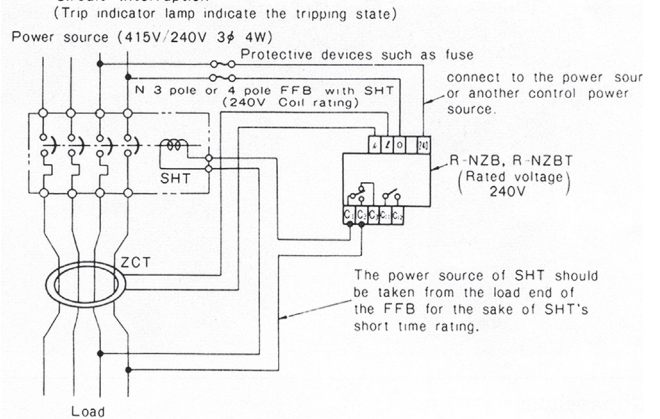 (Trip indicator lamp indicate the tripping state)
Power source (415V/240V 3ϕ 4W)
Protective devices such as fuse
N 3 pole or 4 pole FFB with SHT
(240V Coil rating)
connect to the power sour
or another control power
source.
k l 0 240
SHT
R-NZB, R-NZBT
(Rated voltage)
240V
ZCT
The power source of SHT should
be taken from the load end of
the FFB for the sake of SHT's
short time rating.
Load